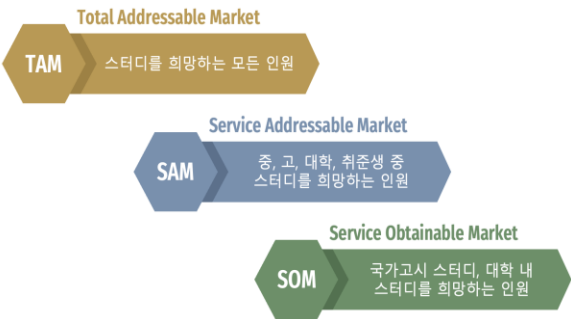 Total Addressable Market
TAM
스터디를 희망하는 모든 인원
Service Addressable Market
SAM
중, 고, 대학, 취준생 중
스터디를 희망하는 인원
Service Obtainable Market
SOM
국가고시 스터디, 대학 내
스터디를 희망하는 인원